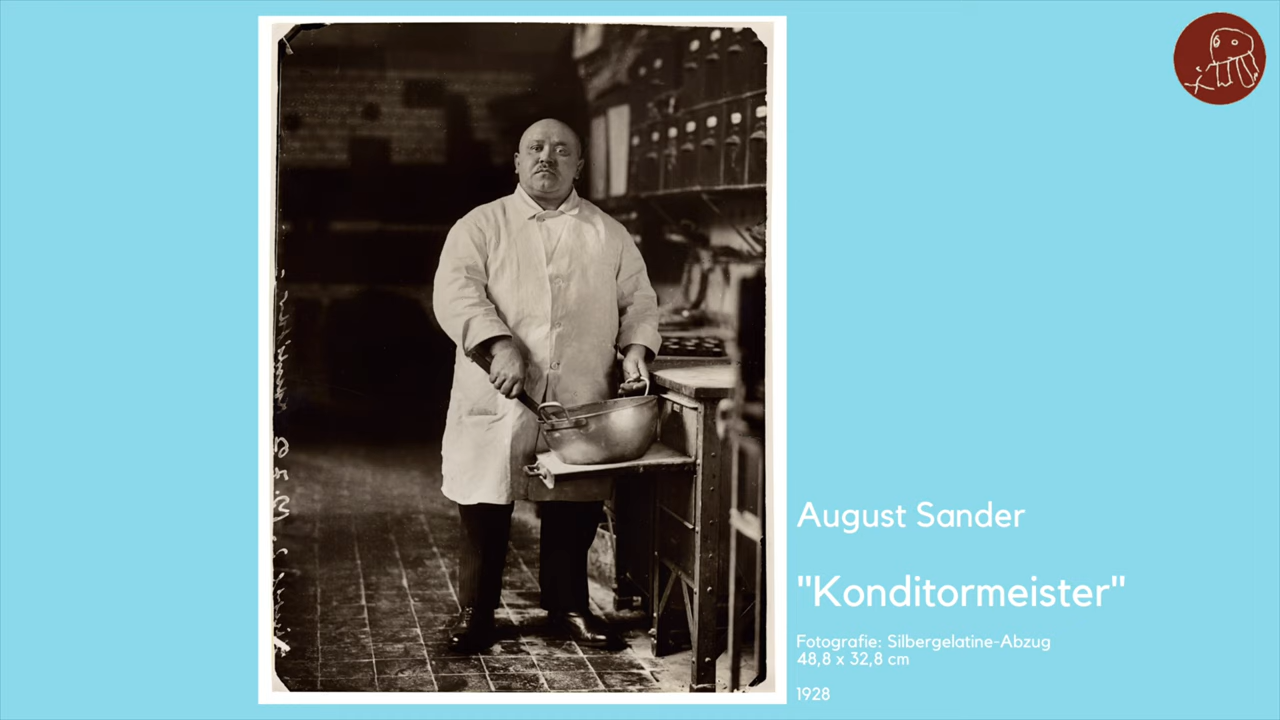 August Sander
"Konditormeister"
Fotografie: Silbergelatine-Abzug
48,8 x 32,8 cm
1928